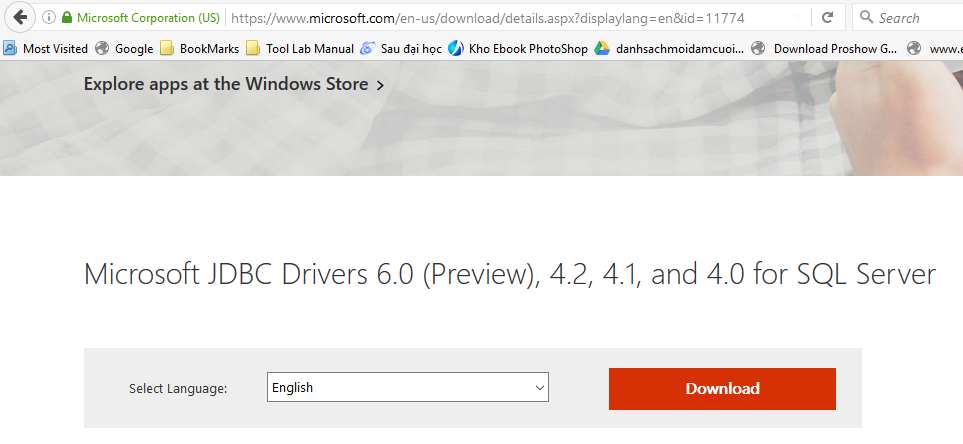 Microsoft Corporation (US) https://www.microsoft.com/en-us/download/details.aspx?displaylang=en&id=11774 Search
Most Visited Google BookMarks Tool Lab Manual Sau đại học Kho Ebook PhotoShop danhsachmoidamcuoi... Download Proshow G... www.e
Explore apps at the Windows Store >
Microsoft JDBC Drivers 6.0 (Preview), 4.2, 4.1, and 4.0 for SQL Server
Select Language: English Download